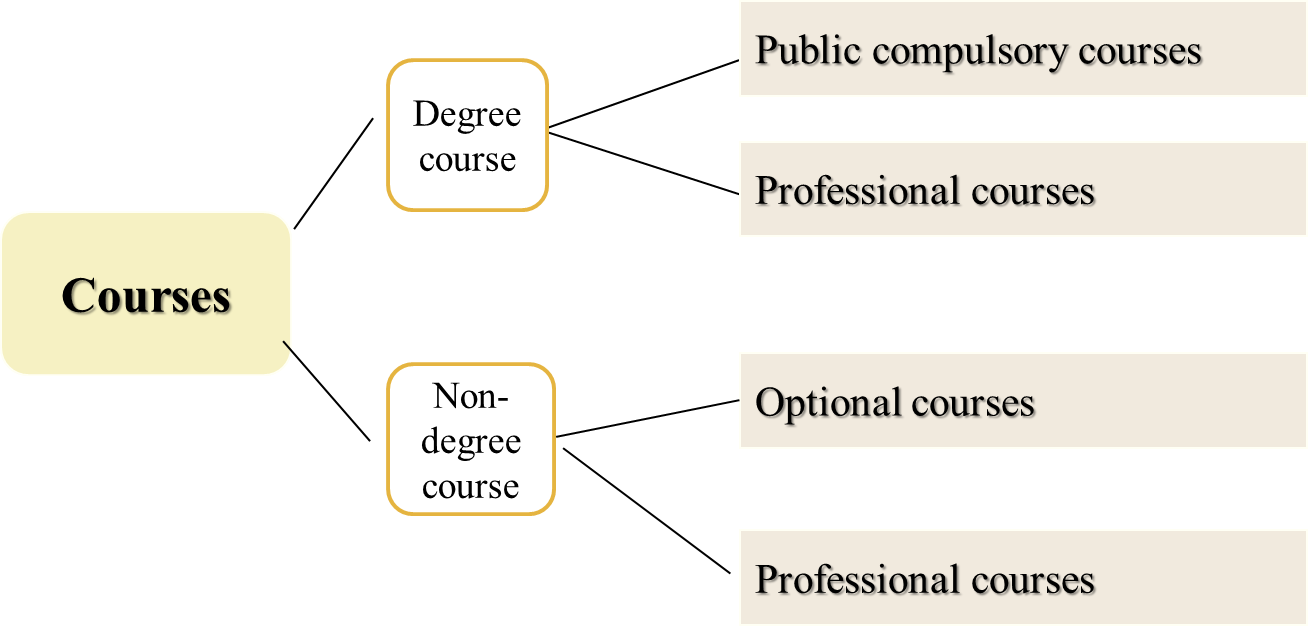 Public compulsory courses
Degree
course
Professional courses
Courses
Non-
degree
course
Optional courses
Professional courses